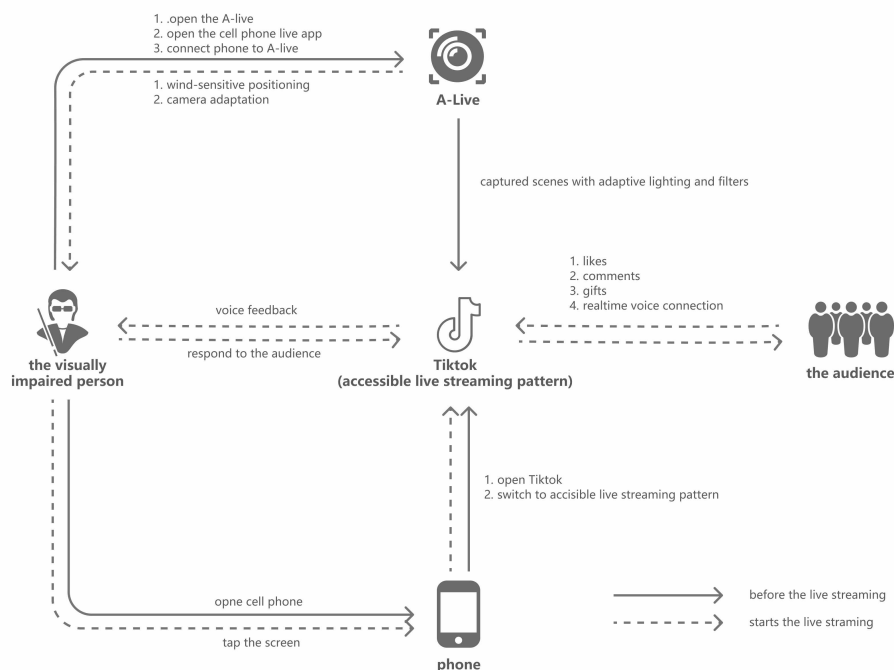 1. .open the A-live
2. open the cell phone live app
3. connect phone to A-live
1. wind-sensitive positioning
2. camera adaptation
A-Live
captured scenes with adaptive lighting and filters
1. likes
2. comments
3. gifts
4. realtime voice connection
voice feedback
respond to the audience
the visually
impaired person
Tiktok
(accessible live streaming pattern)
the audience
1. open Tiktok
2. switch to accisible live streaming pattern
opne cell phone
tap the screen
phone
before the live streaming
starts the live straming